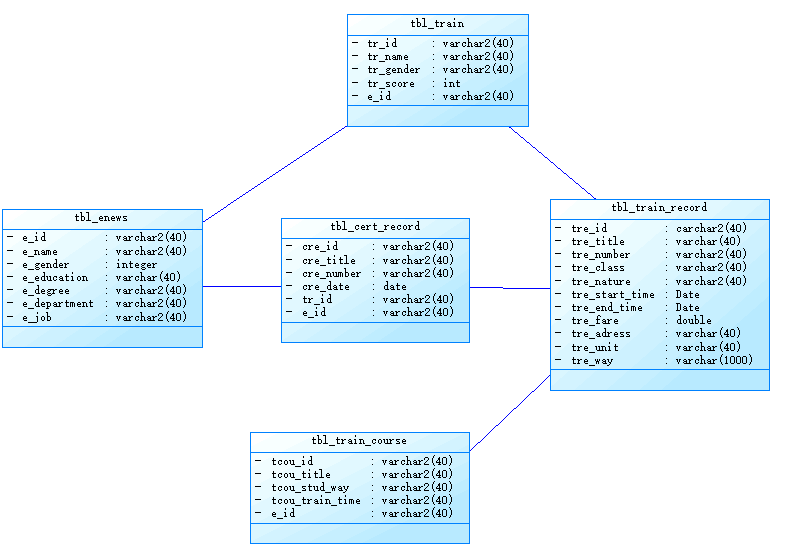 tbl_train
- tr_id : varchar2(40)
- tr_name : varchar2(40)
- tr_gender : varchar2(40)
- tr_score : int
- e_id : varchar2(40)
tbl_enews
- e_id : varchar2(40)
- e_name : varchar2(40)
- e_gender : integer
- e_education : varchar(40)
- e_degree : varchar2(40)
- e_department : varchar2(40)
- e_job : varchar2(40)
tbl_cert_record
- cre_id : varchar2(40)
- cre_title : varchar2(40)
- cre_number : varchar2(40)
- cre_date : date
- tr_id : varchar2(40)
- e_id : varchar2(40)
tbl_train_record
- tre_id : carchar2(40)
- tre_title : varchar(40)
- tre_number : varchar2(40)
- tre_class : varchar2(40)
- tre_nature : varchar2(40)
- tre_start_time : Date
- tre_end_time : Date
- tre_fare : double
- tre_adress : varchar(40)
- tre_unit : varchar(40)
- tre_way : varchar(1000)
tbl_train_course
- tcou_id : varchar2(40)
- tcou_title : varchar2(40)
- tcou_stud_way : varchar2(40)
- tcou_train_time : varchar2(40)
- e_id : varchar2(40)